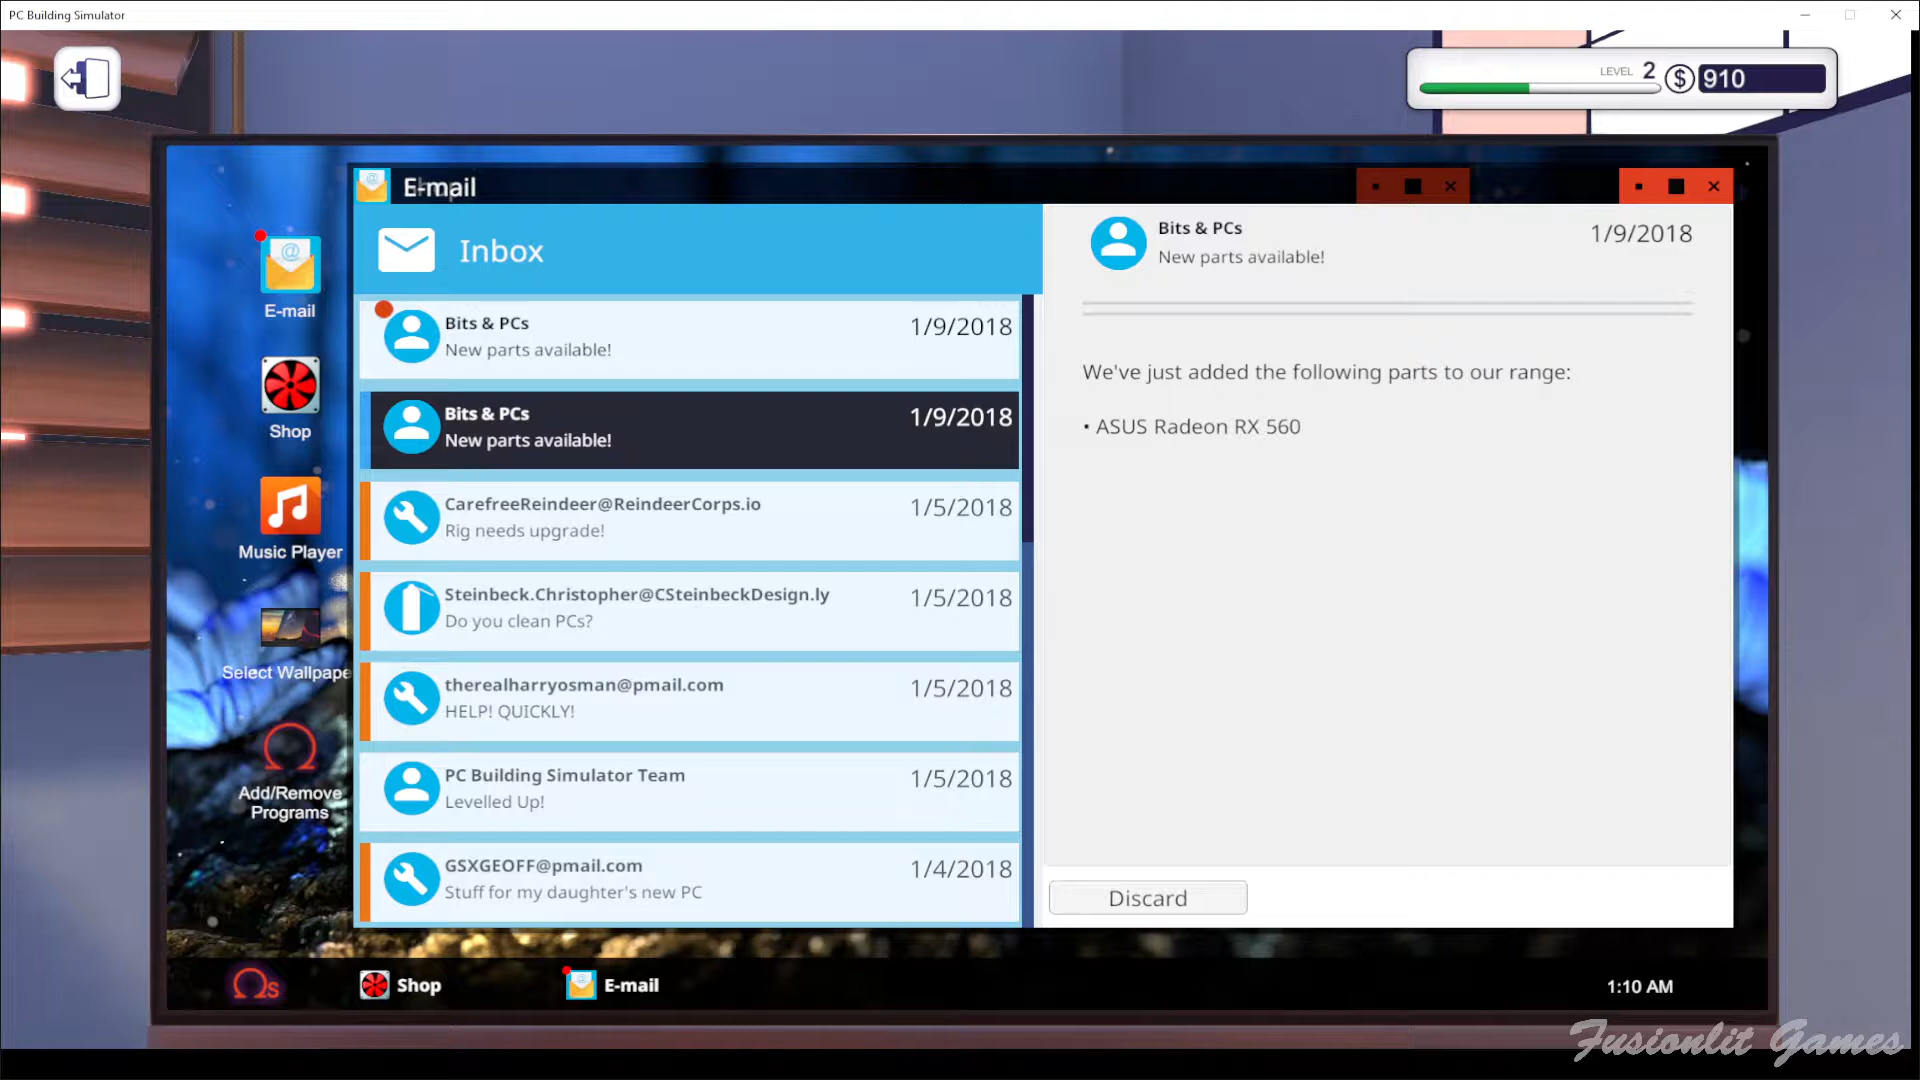 PC Building Simulator
LEVEL 2
$ 910
E-mail
Inbox
Bits & PCs
1/9/2018
New parts available!
Bits & PCs
1/9/2018
New parts available!
CarefreeReindeer@ReindeerCorps.io
1/5/2018
Rig needs upgrade!
Steinbeck.Christopher@CSteinbeckDesign.ly
1/5/2018
Do you clean PCs?
therealharryosman@pmail.com
1/5/2018
HELP! QUICKLY!
PC Building Simulator Team
1/5/2018
Levelled Up!
GSXGEOFF@pmail.com
1/4/2018
Stuff for my daughter's new PC
Bits & PCs
1/9/2018
New parts available!
We've just added the following parts to our range:
• ASUS Radeon RX 560
Discard
E-mail
Shop
Music Player
Select Wallpape
Add/Remove
Programs
Ωs
Shop
E-mail
1:10 AM
Fusionlit Games